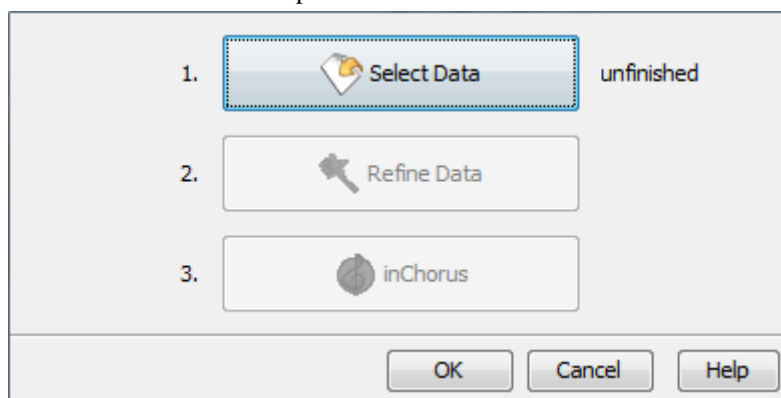 1. Select Data unfinished
2. Refine Data
3. inChorus
OK Cancel Help